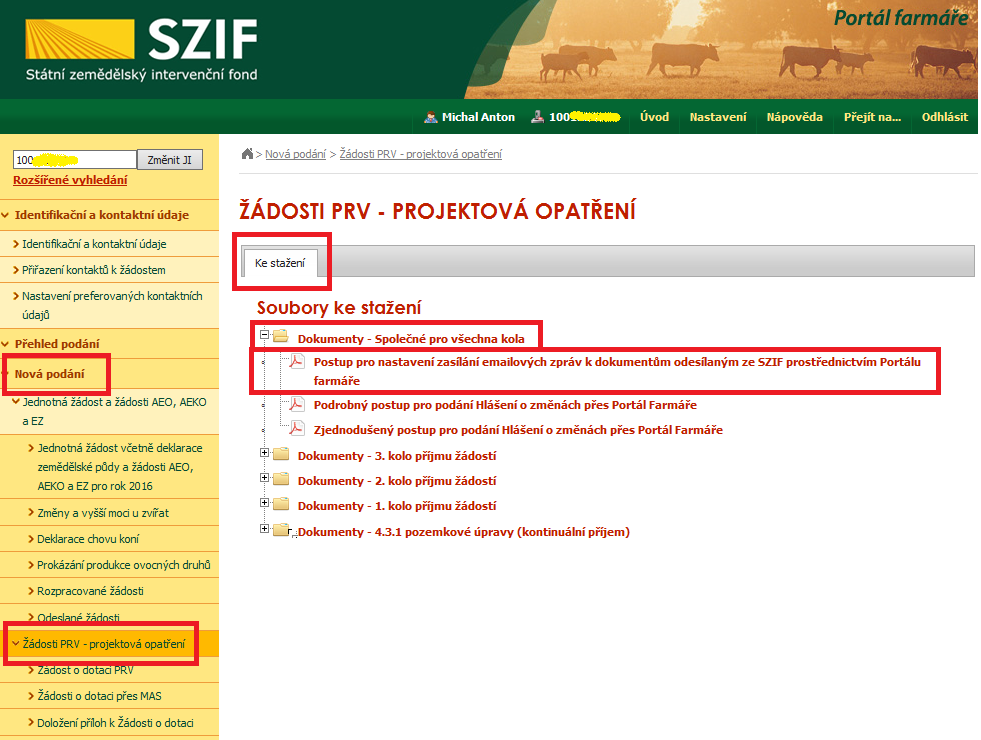 SZIF
Státní zemědělský intervenční fond
Portál farmáře
Michal Anton
100
Úvod
Nastavení
Nápověda
Přejít na...
Odhlásit
100
Změnit JI
Rozšířené vyhledání
Identifikační a kontaktní údaje
Identifikační a kontaktní údaje
Přiřazení kontaktů k žádostem
Nastavení preferovaných kontaktních
údajů
Přehled podání
Nová podání
Jednotná žádost a žádosti AEO, AEKO
a EZ
Jednotná žádost včetně deklarace
zemědělské půdy a žádosti AEO,
AEKO a EZ pro rok 2016
Změny a vyšší moci u zvířat
Deklarace chovu koní
Prokázání produkce ovocných druhů
Rozpracované žádosti
Odeslané žádosti
Žádosti PRV - projektová opatření
Žádost o dotaci PRV
Žádosti o dotaci přes MAS
Doložení příloh k Žádosti o dotaci
> Nová podání > Žádosti PRV - projektová opatření
ŽÁDOSTI PRV - PROJEKTOVÁ OPATŘENÍ
Ke stažení
Soubory ke stažení
Dokumenty - Společné pro všechna kola
Postup pro nastavení zasílání emailových zpráv k dokumentům odesílaným ze SZIF prostřednictvím Portálu
farmáře
Podrobný postup pro podání Hlášení o změnách přes Portál Farmáře
Zjednodušený postup pro podání Hlášení o změnách přes Portál Farmáře
Dokumenty - 3. kolo příjmu žádostí
Dokumenty - 2. kolo příjmu žádostí
Dokumenty - 1. kolo příjmu žádostí
Dokumenty - 4.3.1 pozemkové úpravy (kontinuální příjem)